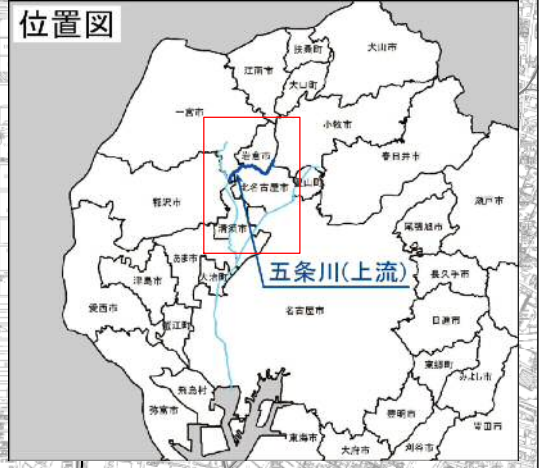 位置図
扶桑町
犬山市
江南市
大口町
一宮市
小牧市
岩倉市
春日井市
豊山町
北名古屋市
稲沢市
瀬戸市
清須市
尾張旭市
あま市
大治町
五条川(上流)
長久手市
津島市
愛西市
名古屋市
日進市
蟹江町
東郷町
みよし市
飛島村
弥富市
豊明市
豊田市
東海市
大府市
刈谷市